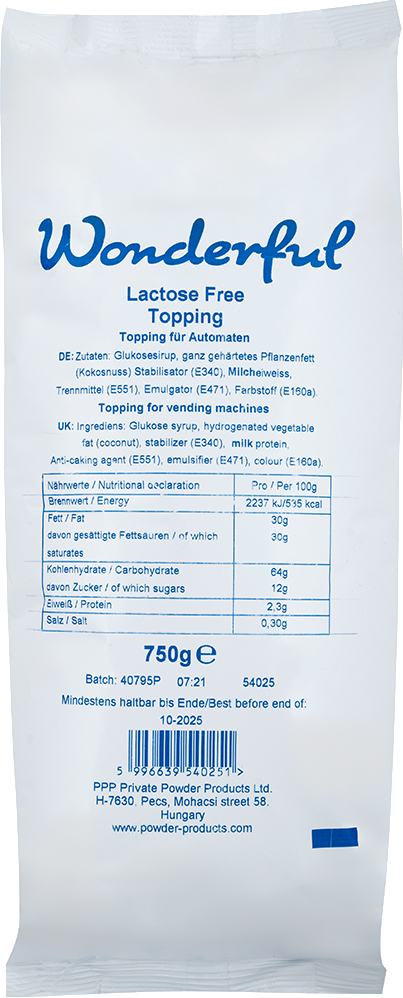 Wonderful
Lactose Free
Topping
Topping für Automaten
DE: Zutaten: Glukosesirup, ganz gehärtetes Pflanzenfett
(Kokosnuss) Stabilisator (E340), Milcheiweiss,
Trennmittel (E551), Emulgator (E471), Farbstoff (E160a).
Topping for vending machines
UK: Ingrediens: Glukose syrup, hydrogenated vegetable
fat (coconut), stabilizer (E340), milk protein,
Anti-caking agent (E551), emulsifier (E471), colour (E160a).
Nährwerte / Nutritional declaration Pro / Per 100g
Brennwert / Energy 2237 kJ/535 kcal
Fett / Fat 30g
davon gesättigte Fettsäuren / of which 30g
saturates
Kohlenhydrate / Carbohydrate 64g
davon Zucker / of which sugars 12g
Eiweiß / Protein 2,3g
Salz / Salt 0,30g
750g ℮
Batch: 40795P 07:21 54025
Mindestens haltbar bis Ende/Best before end of:
10-2025
5 996639 540251 >
PPP Private Powder Products Ltd.
H-7630, Pecs, Mohacsi street 58.
Hungary
www.powder-products.com